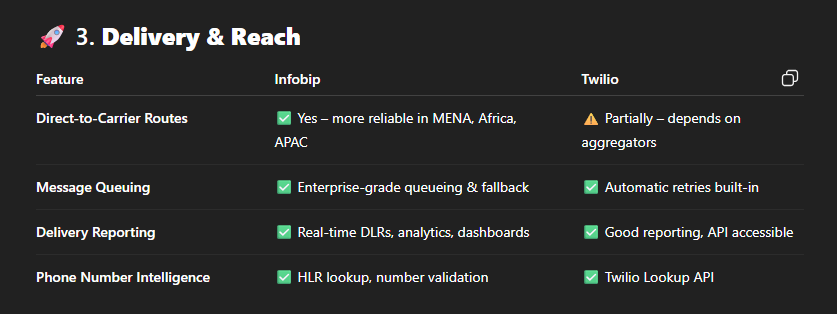 🚀 3. Delivery & Reach
Feature Infobip Twilio
Direct-to-Carrier Routes ✅ Yes – more reliable in MENA, Africa, ⚠️ Partially – depends on
APAC aggregators
Message Queuing ✅ Enterprise-grade queueing & fallback ✅ Automatic retries built-in
Delivery Reporting ✅ Real-time DLRs, analytics, dashboards ✅ Good reporting, API accessible
Phone Number Intelligence ✅ HLR lookup, number validation ✅ Twilio Lookup API